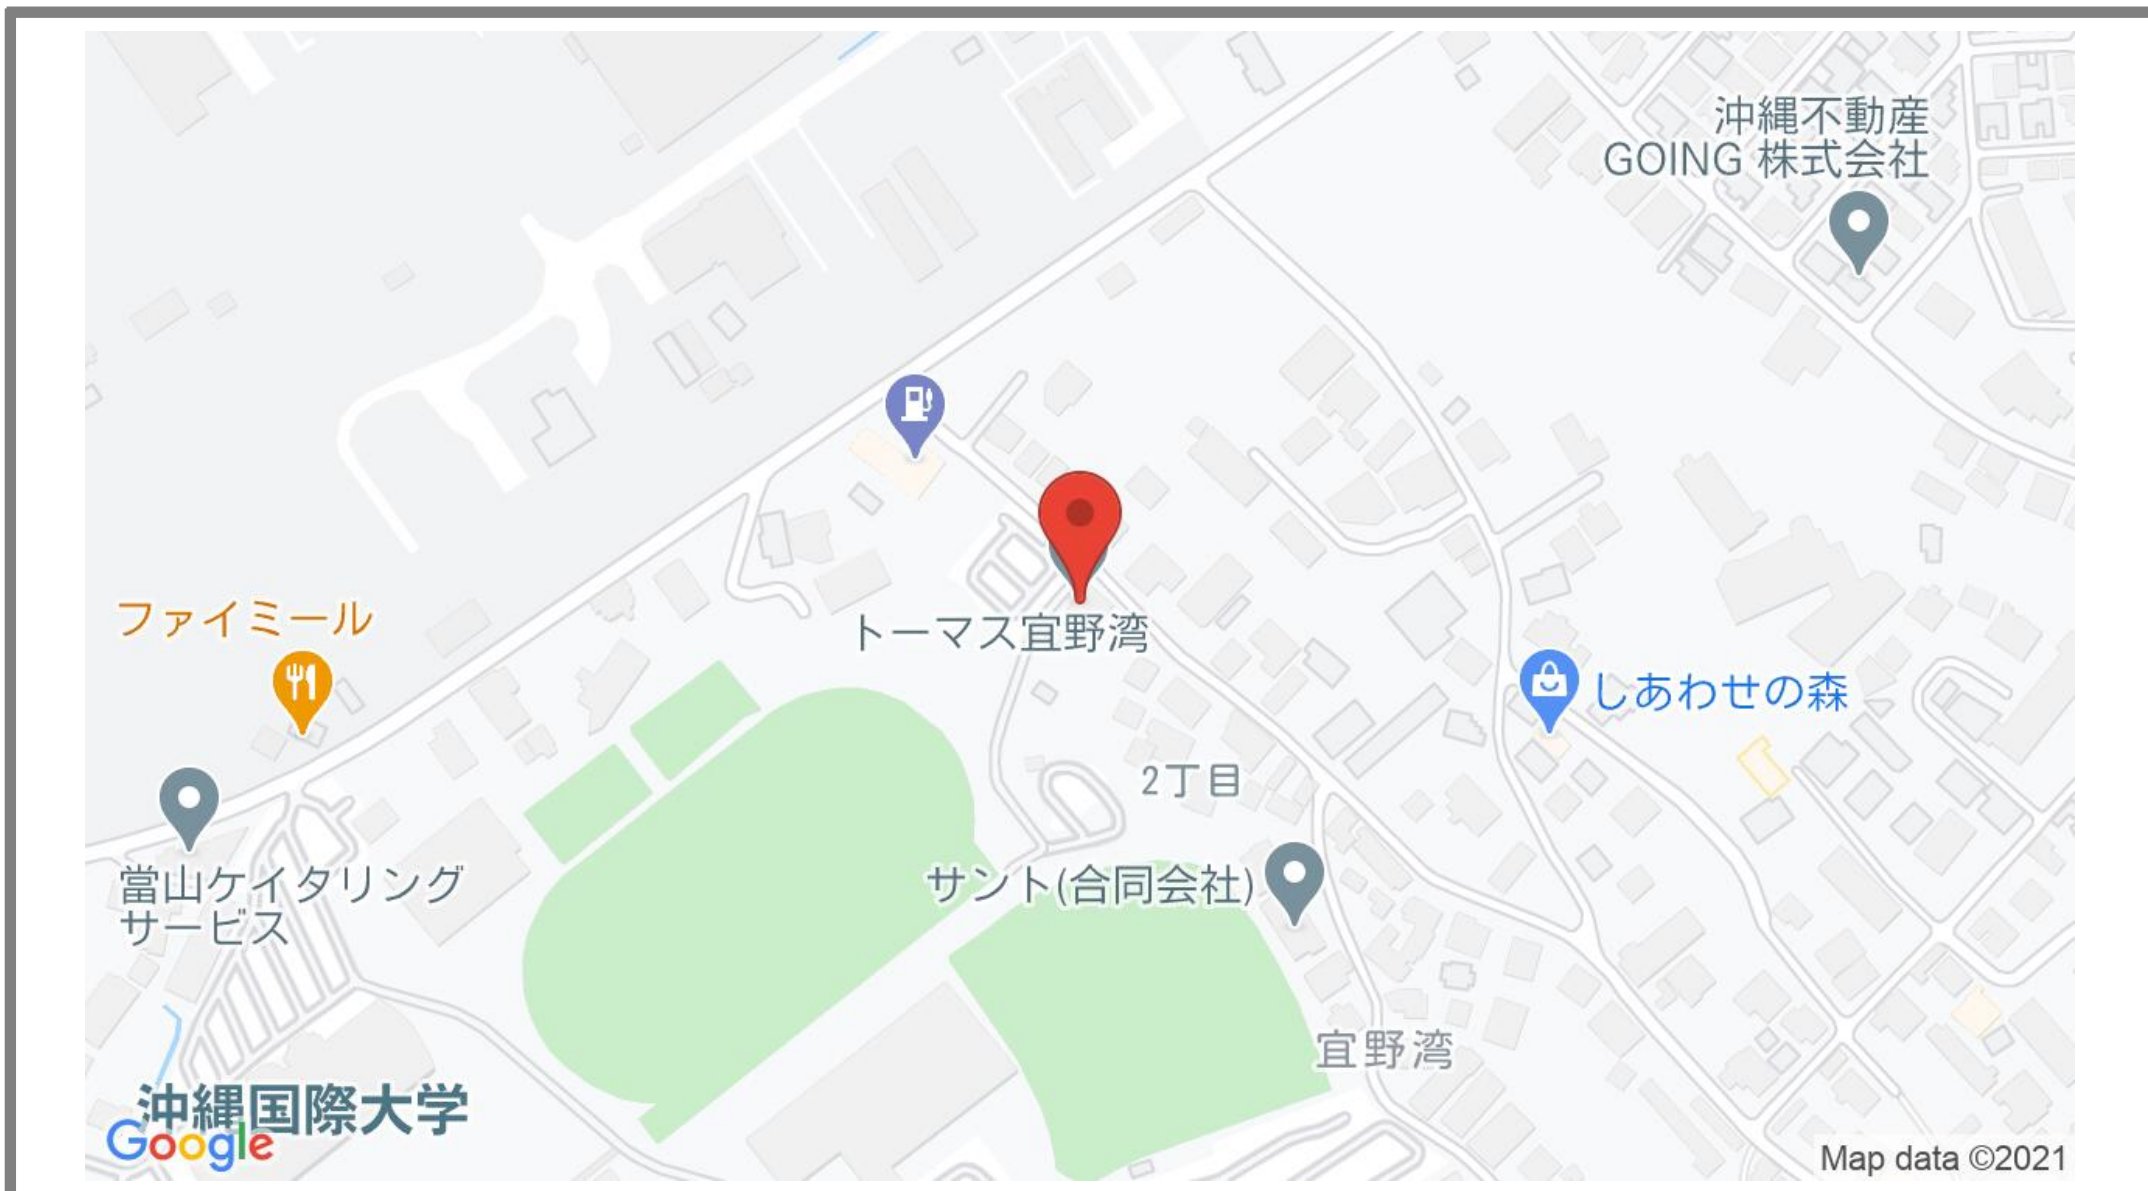 沖縄不動産
GOING 株式会社
トーマス宜野湾
ファイミール
しあわせの森
2丁目
當山ケイタリング
サービス
サント(合同会社)
宜野湾
沖縄国際大学
Google
Map data ©2021